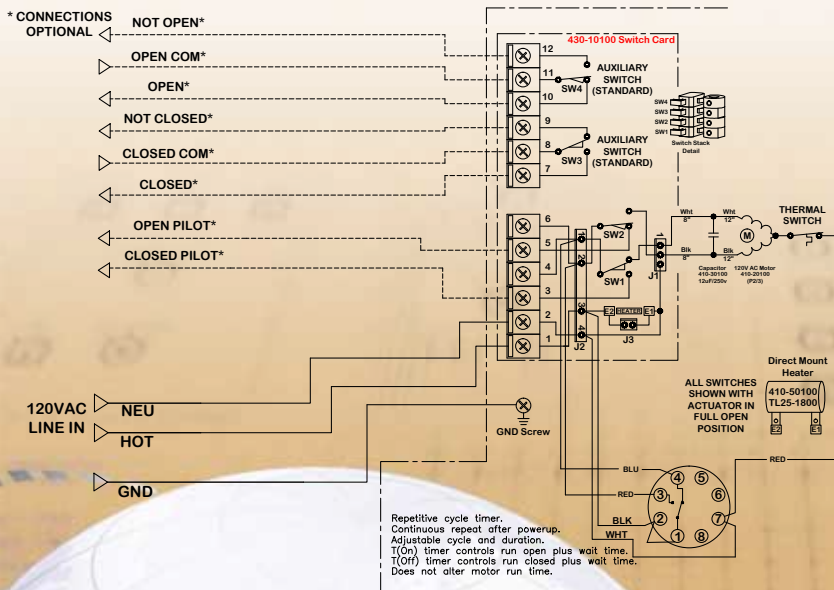 * CONNECTIONS
OPTIONAL
NOT OPEN*
OPEN COM*
OPEN*
NOT CLOSED*
CLOSED COM*
CLOSED*
OPEN PILOT*
CLOSED PILOT*
120VAC
LINE IN
NEU
HOT
GND
430-10100 Switch Card
12
11
10
9
8
7
6
5
4
3
2
1
SW4
AUXILIARY
SWITCH
(STANDARD)
SW3
AUXILIARY
SWITCH
(STANDARD)
SW4
SW3
SW2
SW1
Switch Stack
Detail
SW2
SW1
1
2
3
4
J2
1
J1
E2 HEATER E1
J3
Wht
8"
Wht
12"
Blk
8"
Blk
12"
M
THERMAL
SWITCH
Capacitor
410-30100
12uF/250v
120V AC Motor
410-20100
(P2/3)
GND Screw
ALL SWITCHES
SHOWN WITH
ACTUATOR IN
FULL OPEN
POSITION
Direct Mount
Heater
410-50100
TL25-1800
E2
E1
BLU
RED
BLK
WHT
RED
4
5
3
6
2
7
1
8
Repetitive cycle timer.
Continuous repeat after powerup.
Adjustable cycle and duration.
T(On) timer controls run open plus wait time.
T(Off) timer controls run closed plus wait time.
Does not alter motor run time.